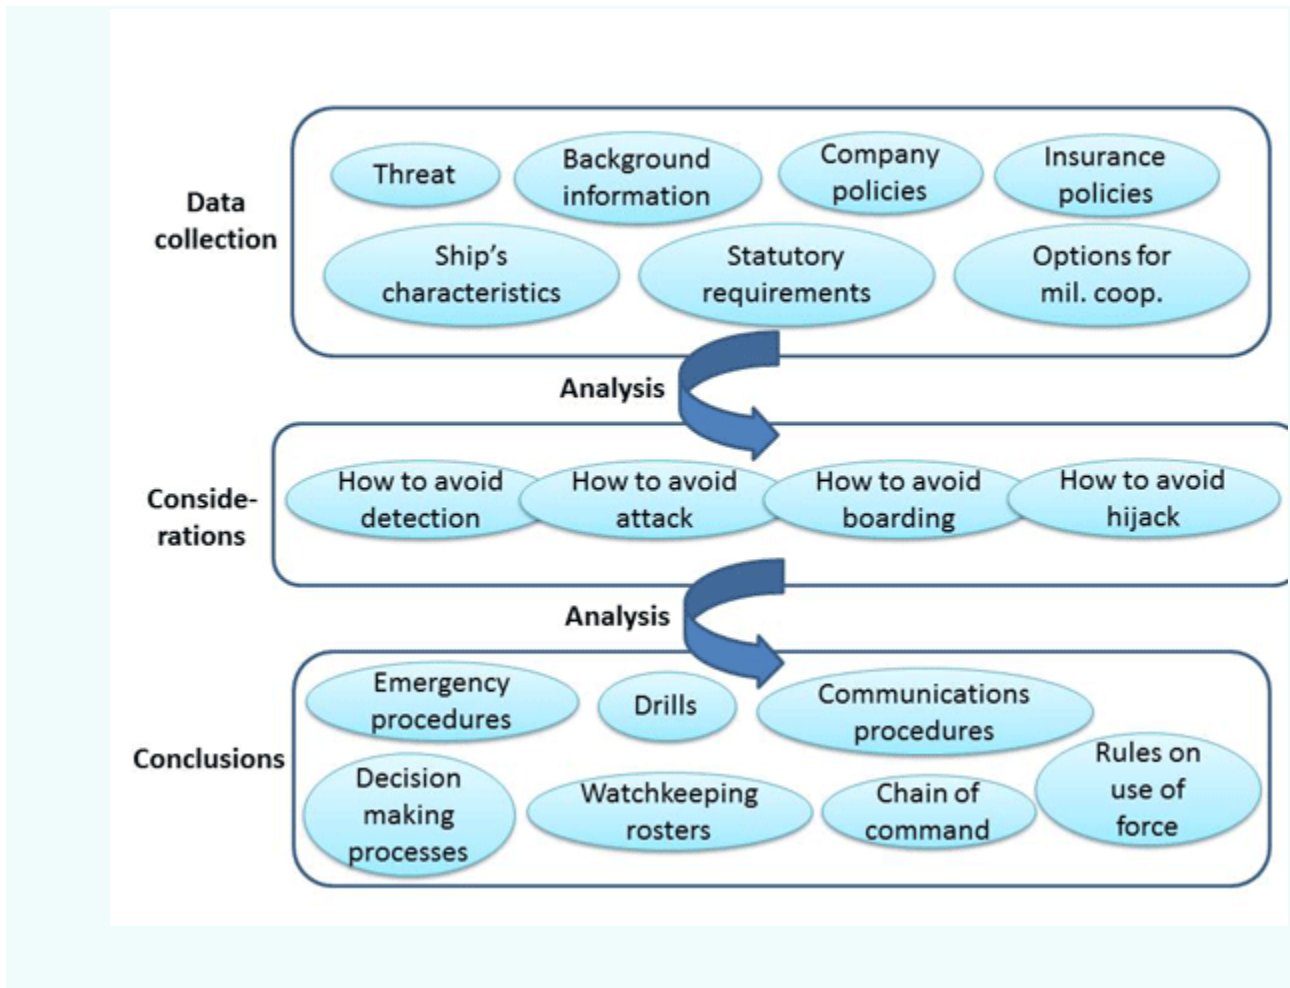 Data
collection
Threat
Background
information
Company
policies
Insurance
policies
Ship's
characteristics
Statutory
requirements
Options for
mil. coop.
Analysis
Conside-
rations
How to avoid
detection
How to avoid
attack
How to avoid
boarding
How to avoid
hijack
Analysis
Conclusions
Emergency
procedures
Drills
Communications
procedures
Decision
making
processes
Watchkeeping
rosters
Chain of
command
Rules on
use of
force